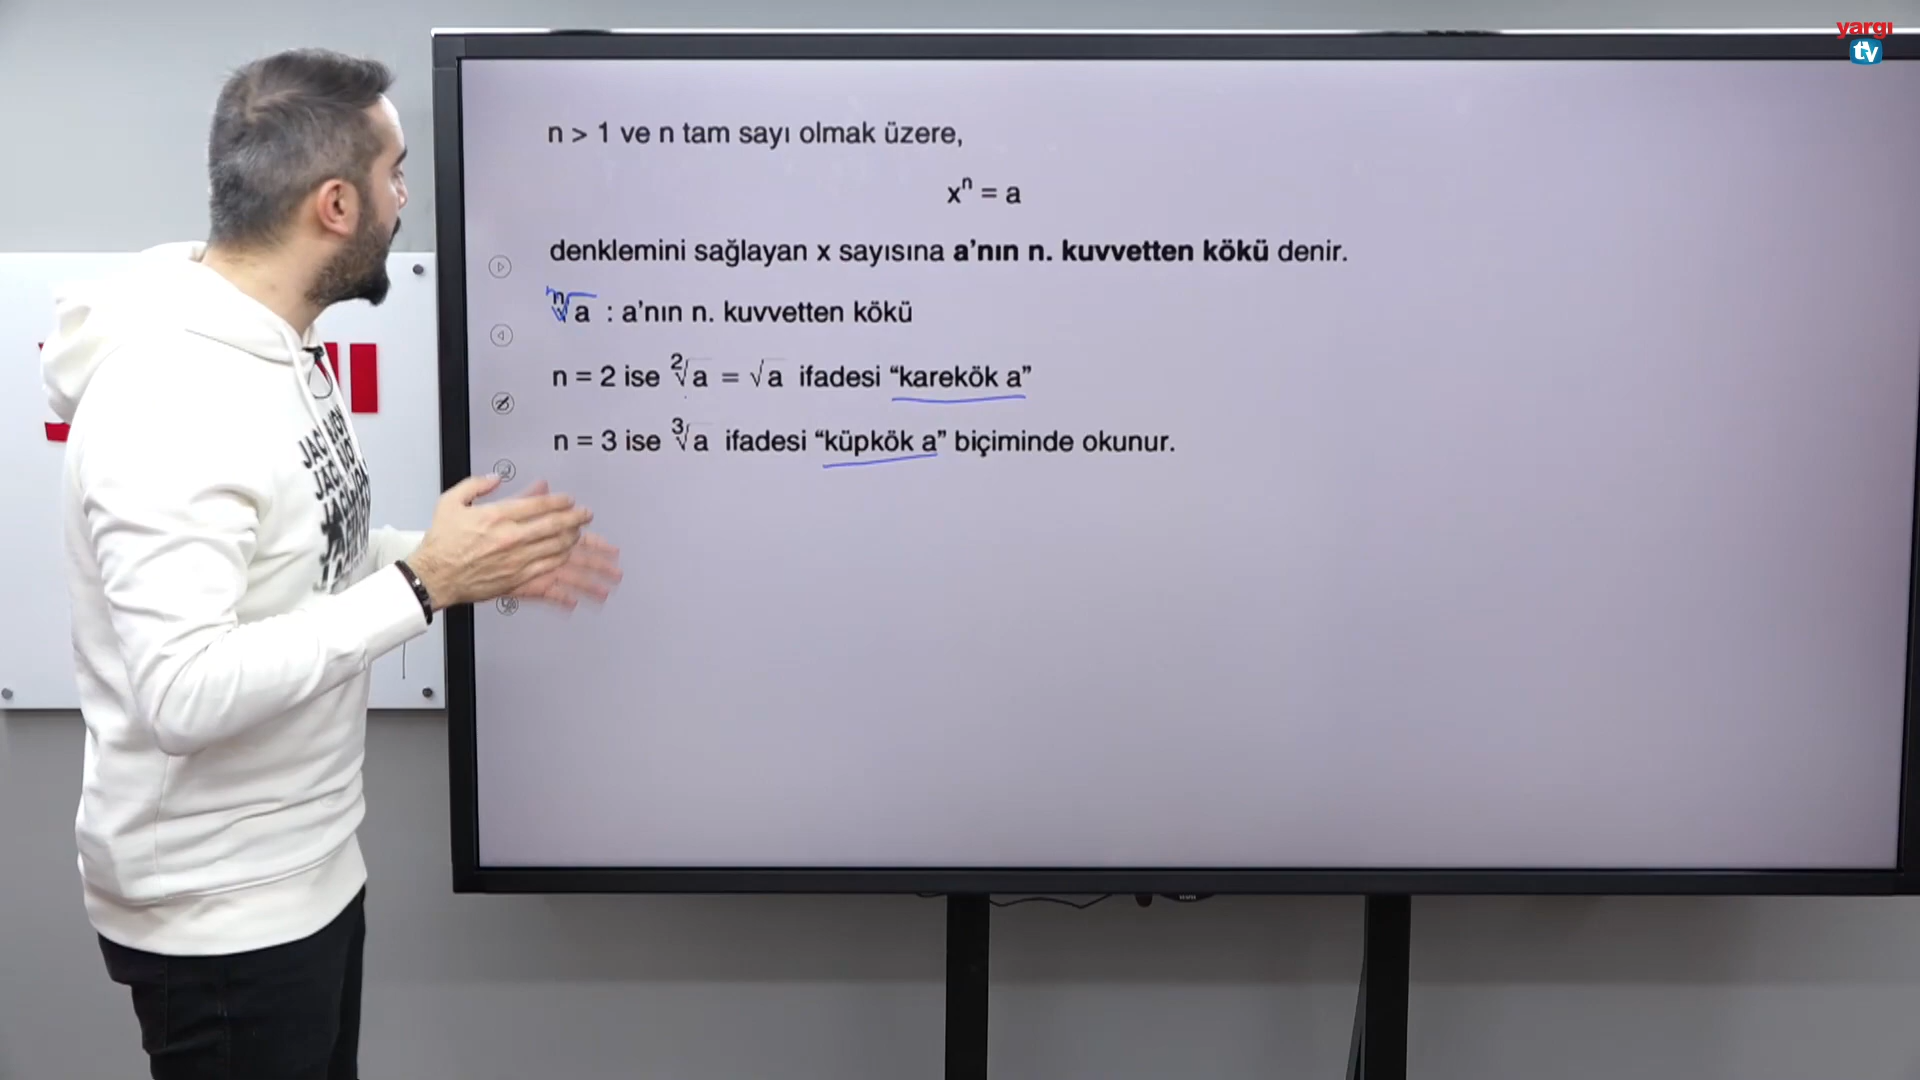 yargı
tv
n > 1 ve n tam sayı olmak üzere,
xⁿ = a
denklemini sağlayan x sayısına a’nın n. kuvvetten kökü denir.
ⁿ√a : a’nın n. kuvvetten kökü
n = 2 ise ²√a = √a ifadesi “karekök a”
n = 3 ise ³√a ifadesi “küpkök a” biçiminde okunur.